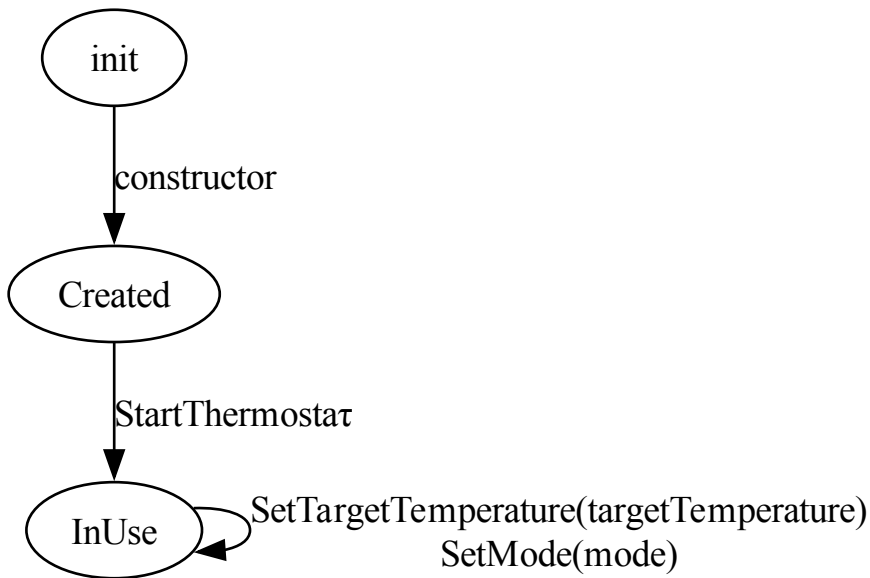 init
constructor
Created
StartThermostaτ
InUse
SetTargetTemperature(targetTemperature)
SetMode(mode)